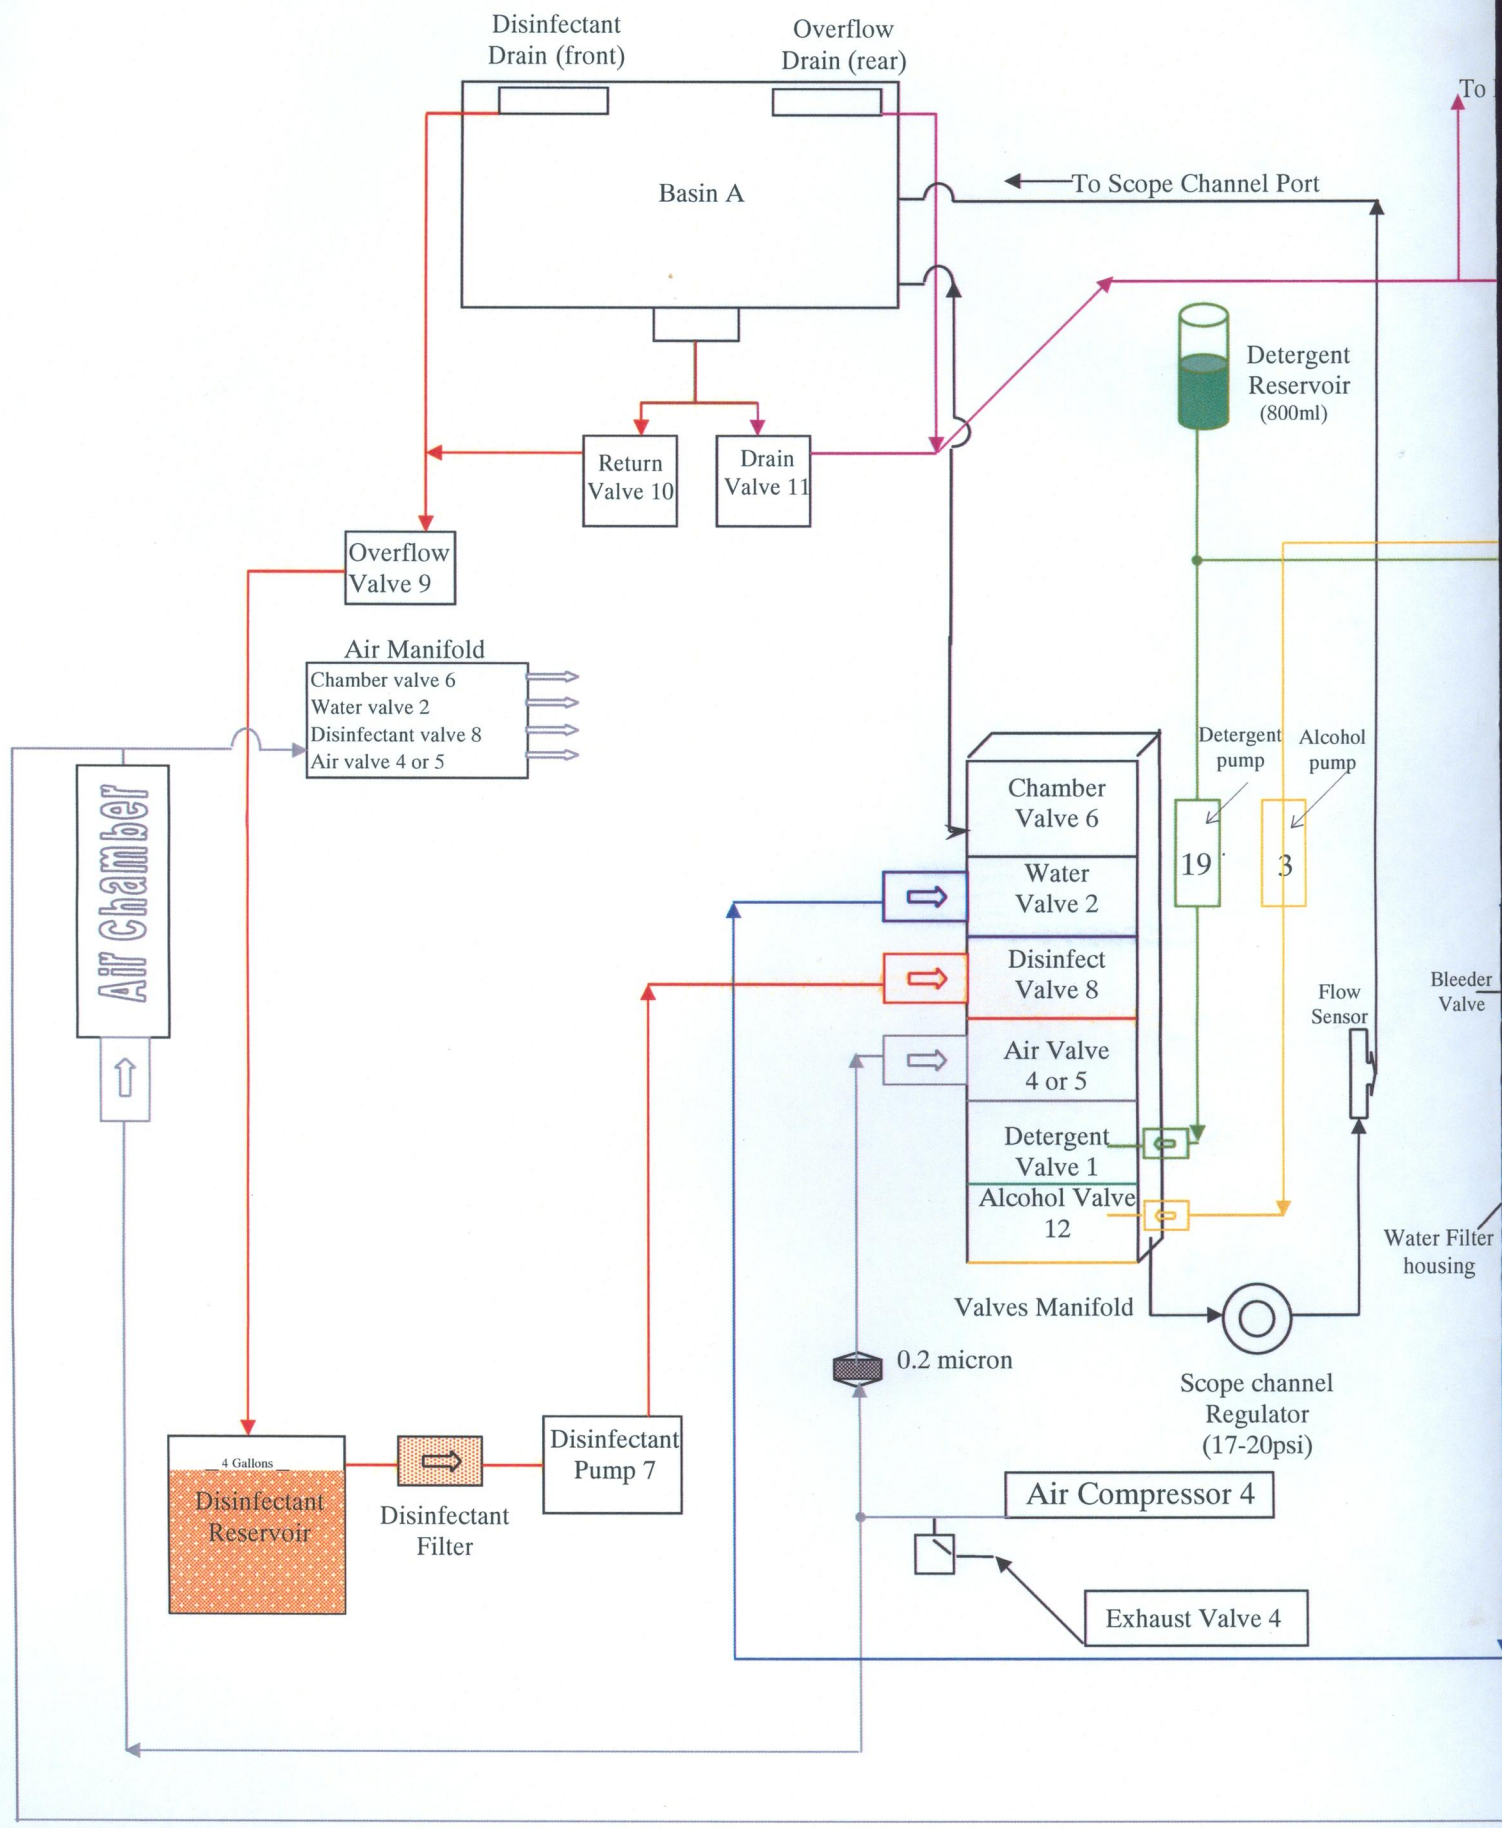 Disinfectant
Drain (front)
Overflow
Drain (rear)
To
Basin A
To Scope Channel Port
Detergent
Reservoir
(800ml)
Return
Valve 10
Drain
Valve 11
Overflow
Valve 9
Air Manifold
Chamber valve 6
Water valve 2
Disinfectant valve 8
Air valve 4 or 5
Detergent
pump
Alcohol
pump
Air Chamber
Chamber
Valve 6
19
3
Water
Valve 2
Disinfect
Valve 8
Flow
Sensor
Bleeder
Valve
Air Valve
4 or 5
Detergent
Valve 1
Alcohol Valve
12
Water Filter
housing
Valves Manifold
0.2 micron
Scope channel
Regulator
(17-20psi)
4 Gallons
Disinfectant
Reservoir
Disinfectant
Filter
Disinfectant
Pump 7
Air Compressor 4
Exhaust Valve 4